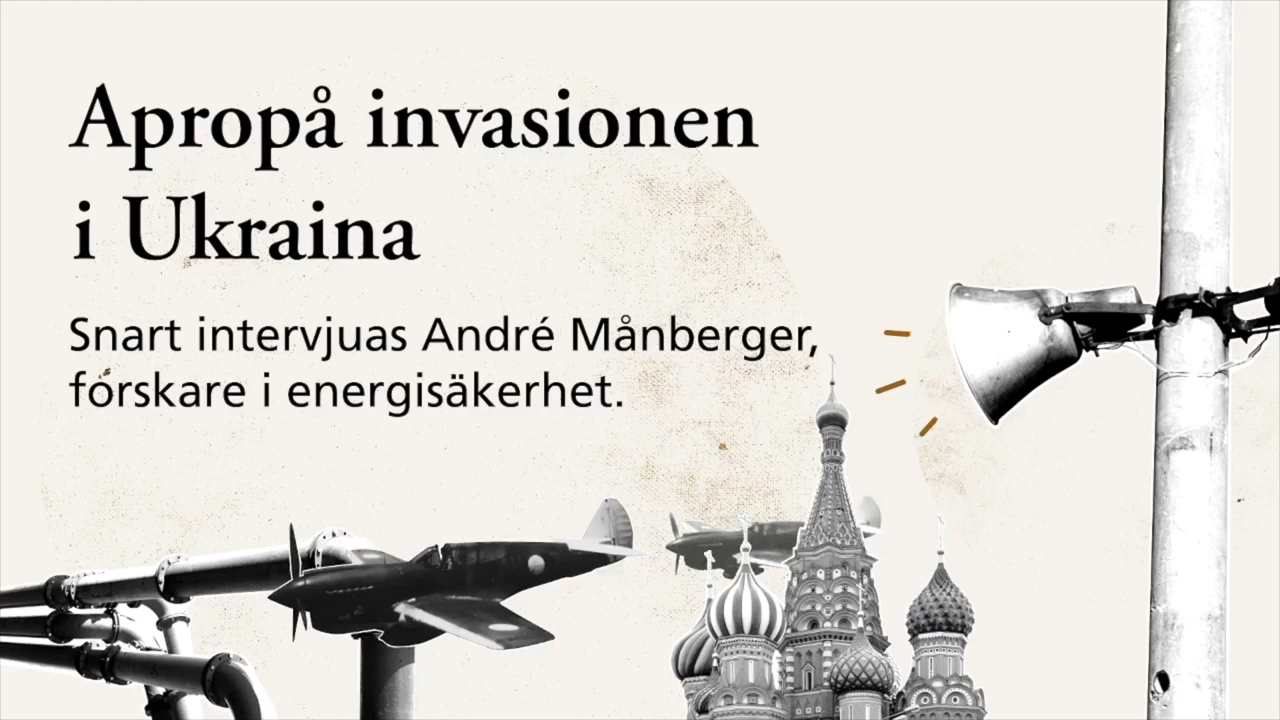 Apropå invasionen
i Ukraina
Snart intervjuas André Månberger,
forskare i energisäkerhet.